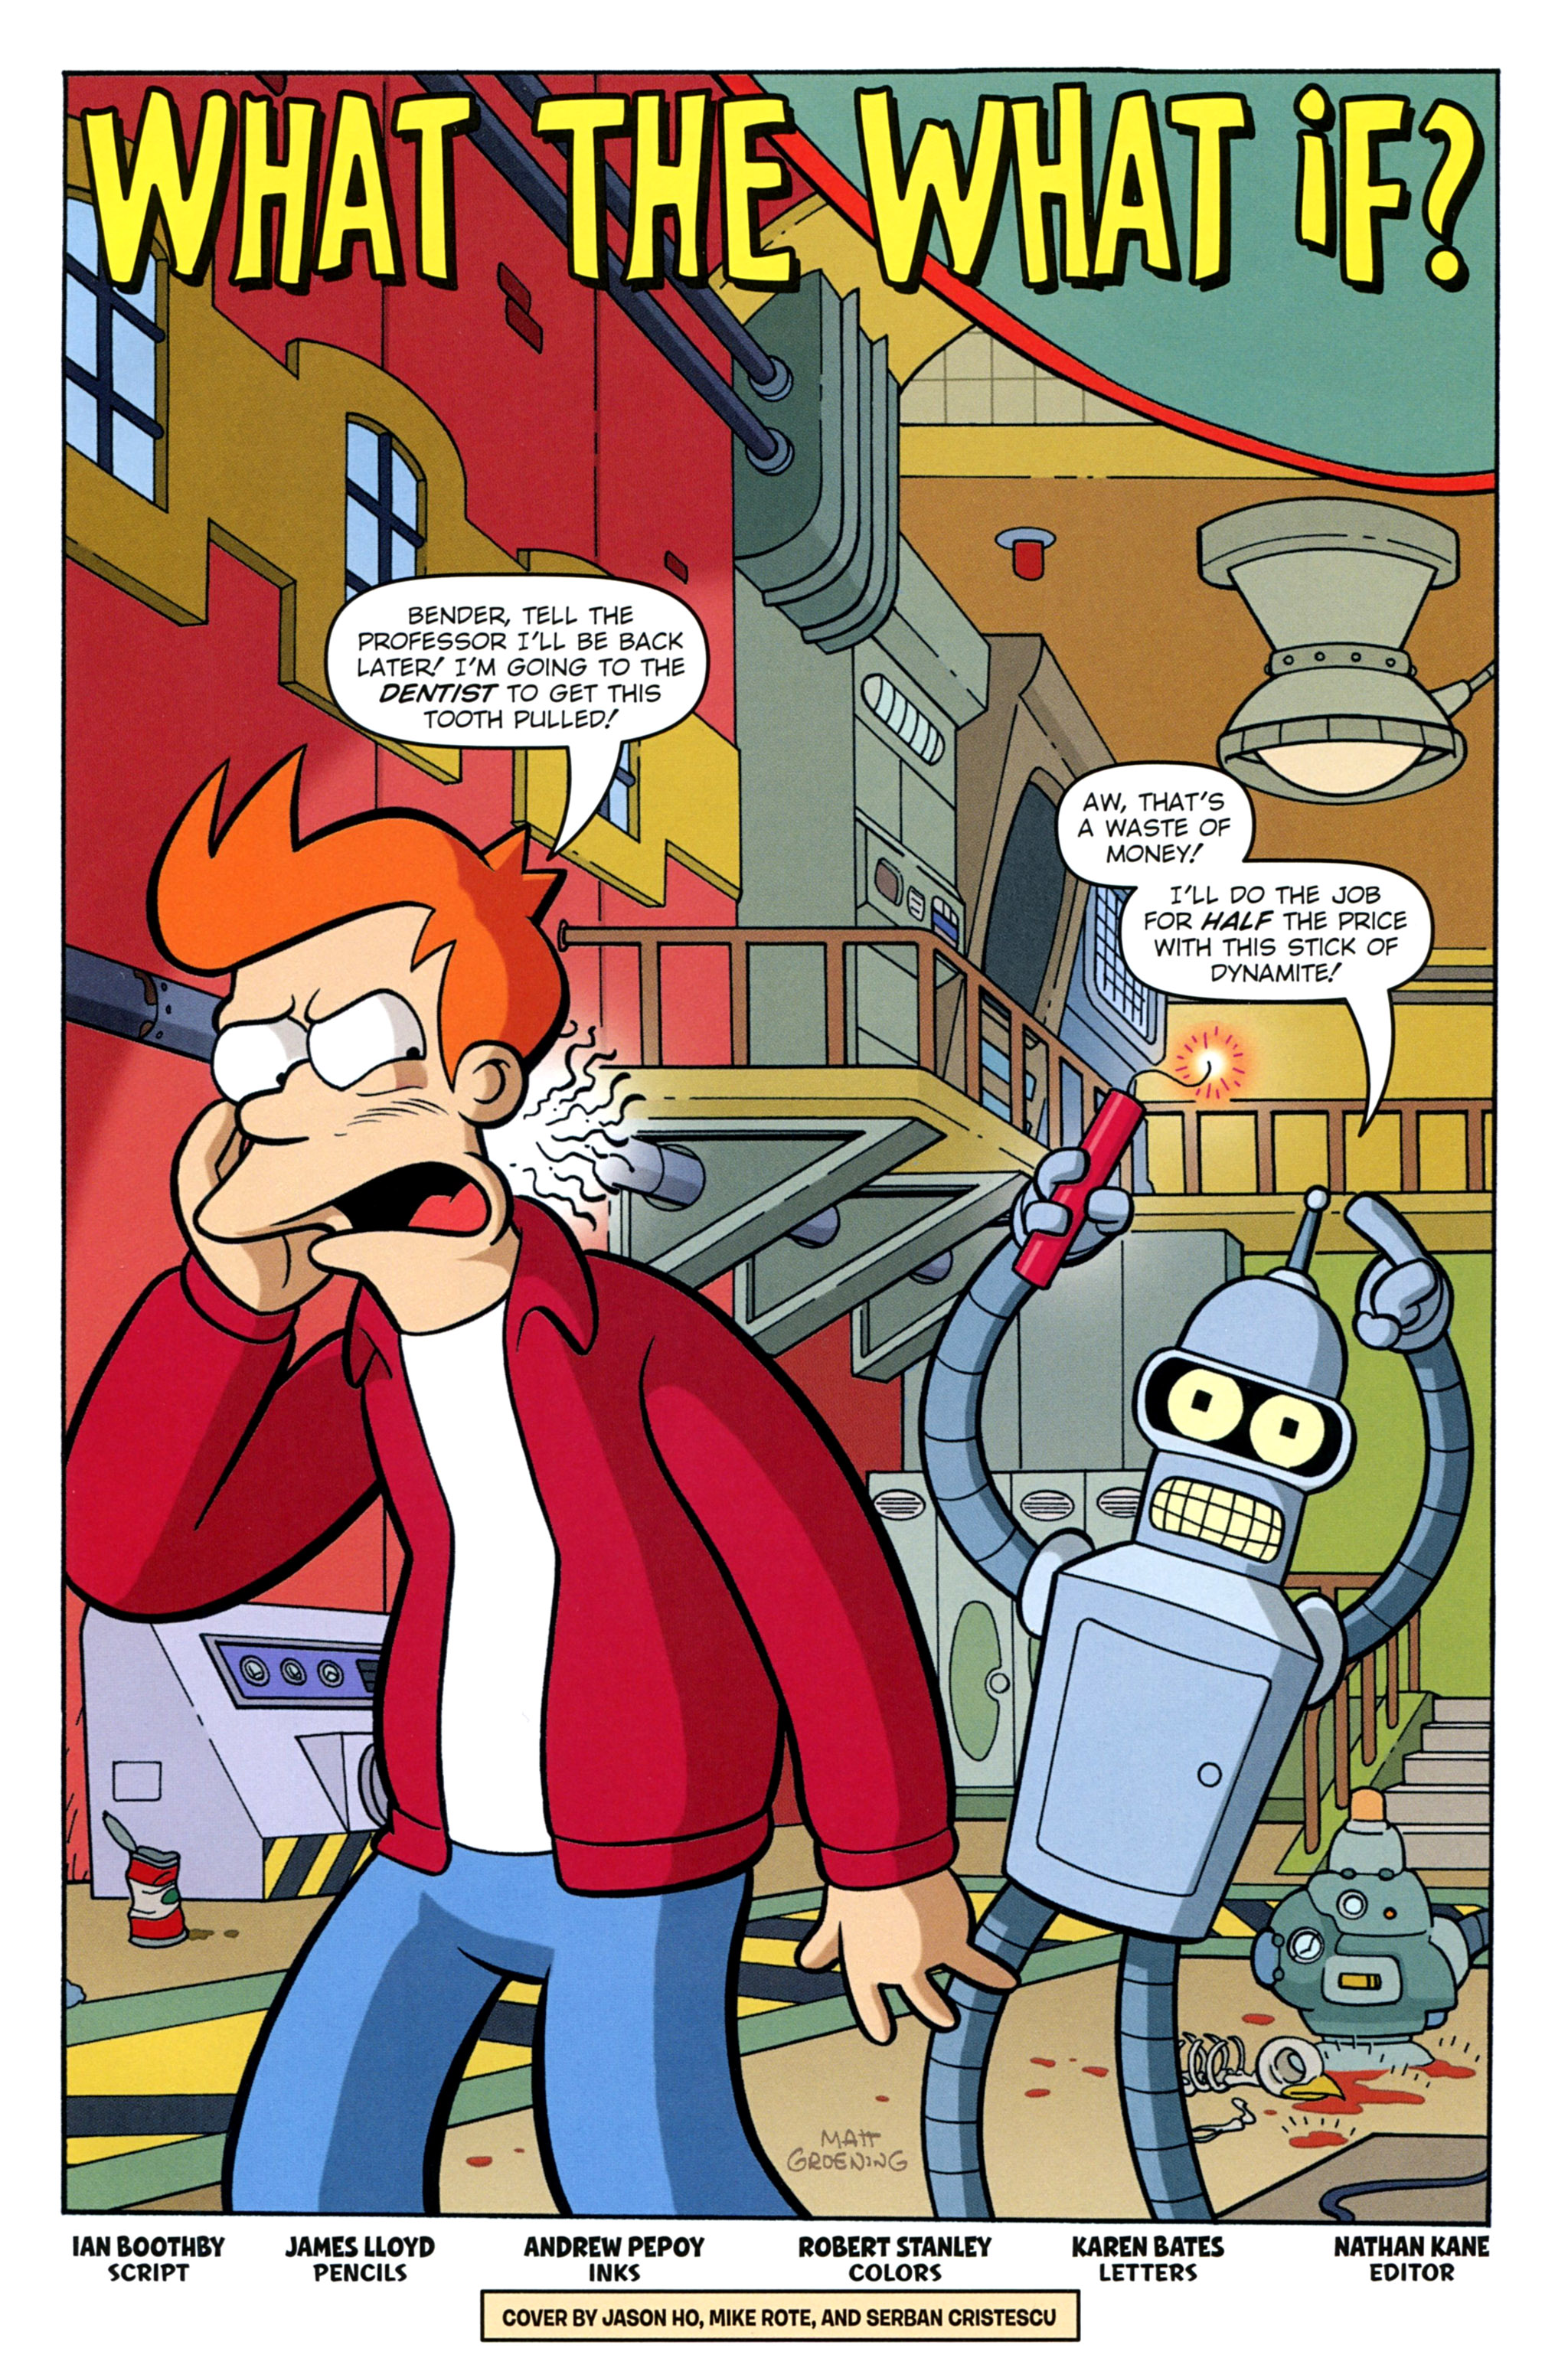 WHAT THE WHAT iF?
BENDER, TELL THE
PROFESSOR I'LL BE BACK
LATER! I'M GOING TO THE
DENTIST TO GET THIS
TOOTH PULLED!
AW, THAT'S
A WASTE OF
MONEY!
I'LL DO THE JOB
FOR HALF THE PRICE
WITH THIS STICK OF
DYNAMITE!
MATT
GROENING
IAN BOOTHBY
SCRIPT
JAMES LLOYD
PENCILS
ANDREW PEPOY
INKS
ROBERT STANLEY
COLORS
KAREN BATES
LETTERS
NATHAN KANE
EDITOR
COVER BY JASON HO, MIKE ROTE, AND SERBAN CRISTESCU